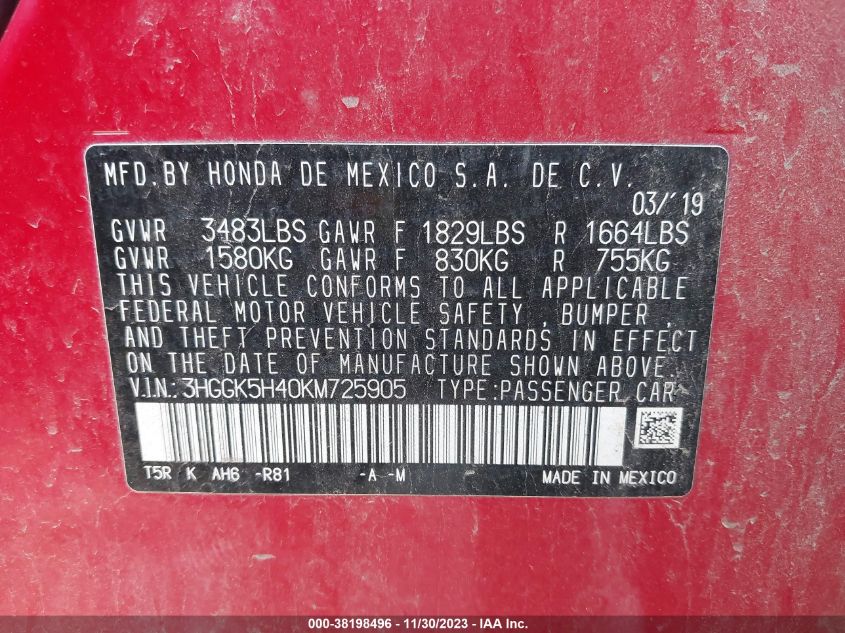 MFD. BY HONDA DE MEXICO S.A. DE C.V.
03/'19
GVWR 3483LBS GAWR F 1829LBS R 1664LBS
GVWR 1580KG GAWR F 830KG R 755KG
THIS VEHICLE CONFORMS TO ALL APPLICABLE
FEDERAL MOTOR VEHICLE SAFETY , BUMPER ,
AND THEFT PREVENTION STANDARDS IN EFFECT
ON THE DATE OF MANUFACTURE SHOWN ABOVE.
V.I.N.: 3HGGK5H40KM725905 TYPE:PASSENGER CAR
T5R K AH6 -R81 -A -M MADE IN MEXICO
000-38198496 - 11/30/2023 - IAA Inc.